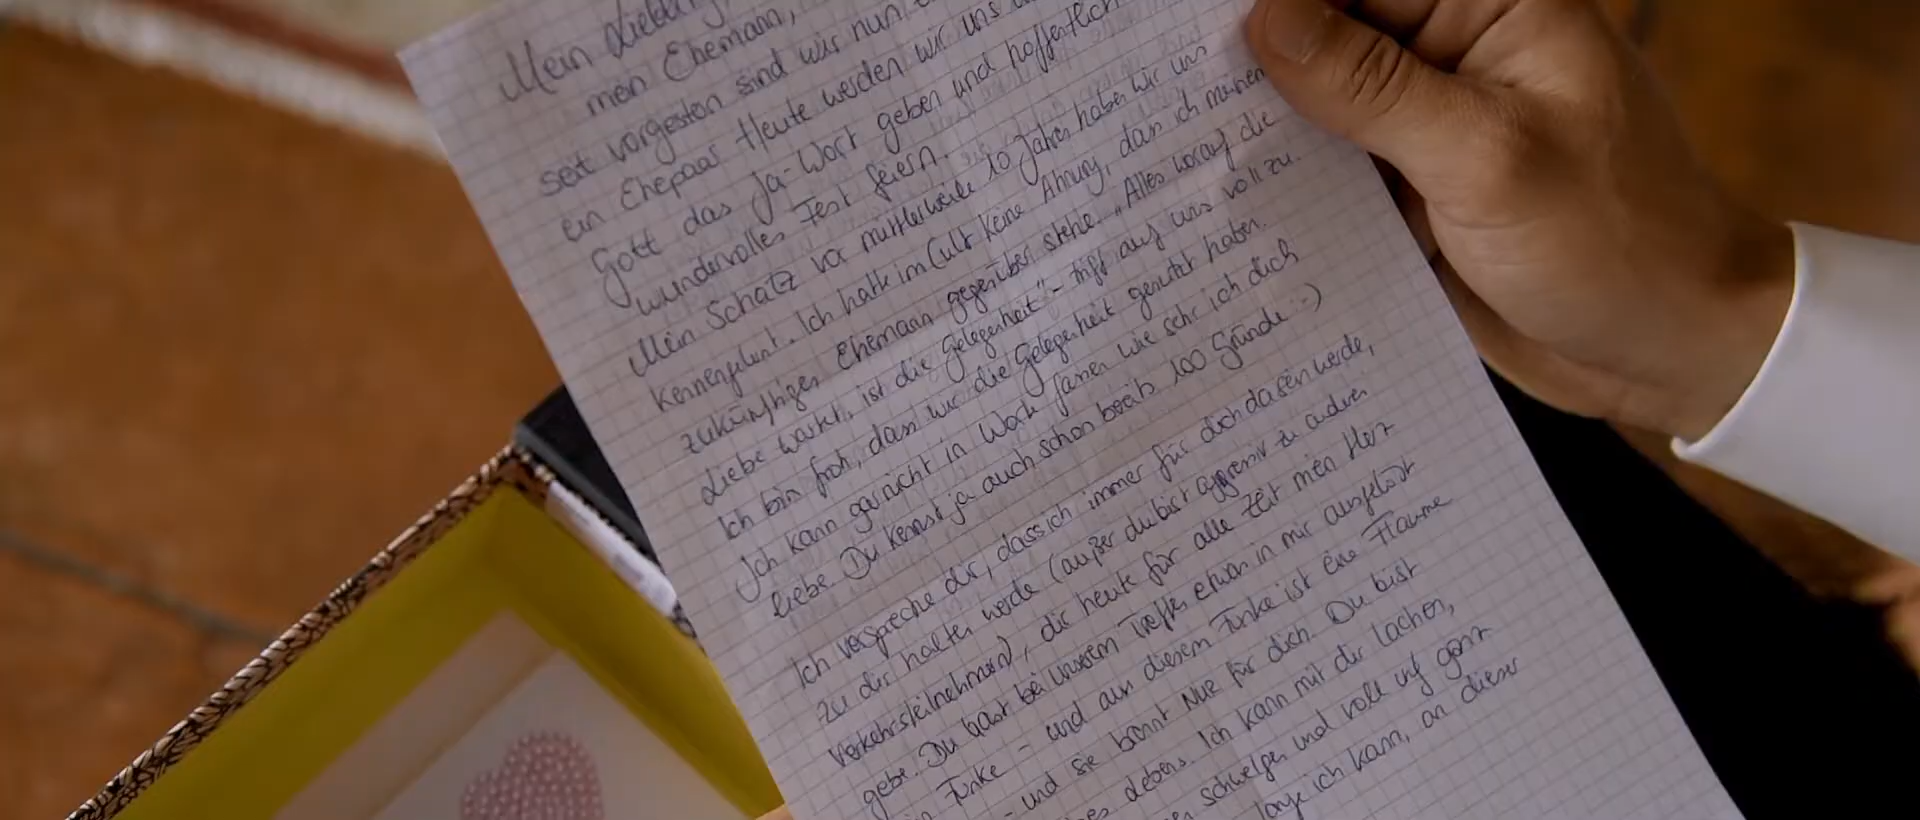 Mein Liebling,
mein Ehemann,
seit vorgestern sind wir nun
ein Ehepaar. Heute werden wir uns
Gott das Ja-Wort geben und hoffentlich
wundervolles Fest feiern.
Mein Schatz vor mittlerweile 10 Jahren haben wir uns
kennengelernt. Ich hatte im Cult keine Ahnung, dass ich meinen
zukünftigen Ehemann gegenüber stehe. „Alles worauf die
Liebe wartet, ist die Gelegenheit" - trifft auf uns voll zu.
Ich bin froh, dass wir die Gelegenheit genutzt haben.
Ich kann garnicht in Worte fassen wie sehr ich dich
liebe. Du kennst ja auch schon bereits 100 Gründe :-)
Ich verspreche dir, dass ich immer für dich da sein werde,
zu dir halten werde (außer du bist aggressiv zu anderen
Verkehrsteilnehmern), dir heute für alle Zeit mein Herz
gebe. Du hast bei unserem Treffen etwas in mir ausgelöst
Funke - und aus diesem Funke ist eine Flamme
- und sie brennt NUR für dich. Du bist
Lebens. Ich kann mit dir lachen,
schwelgen und voll auf ganz
lange ich kann, an dieser